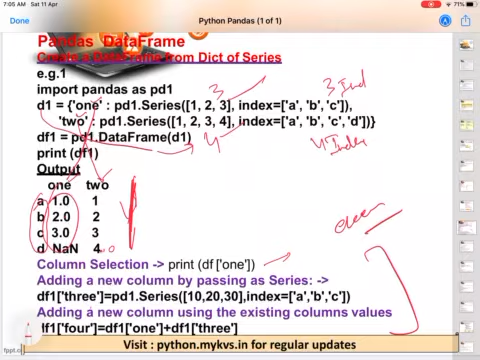 7:05 AM Sat 11 Apr
71%
Done
Python Pandas (1 of 1)
Pandas DataFrame
Create a DataFrame from Dict of Series
e.g.1
import pandas as pd1
3
3 Ind
d1 = {'one' : pd1.Series([1, 2, 3], index=['a', 'b', 'c']),
'two' : pd1.Series([1, 2, 3, 4], index=['a', 'b', 'c', 'd'])}
df1 = pd1.DataFrame(d1)
4
4 Index
print (df1)
Output
one two
a 1.0 1
b 2.0 2
c 3.0 3
d NaN 4.0
Column Selection -> print (df ['one'])
Adding a new column by passing as Series: ->
df1['three']=pd1.Series([10,20,30],index=['a','b','c'])
Adding a new column using the existing columns values
df1['four']=df1['one']+df1['three']
Visit : python.mykvs.in for regular updates